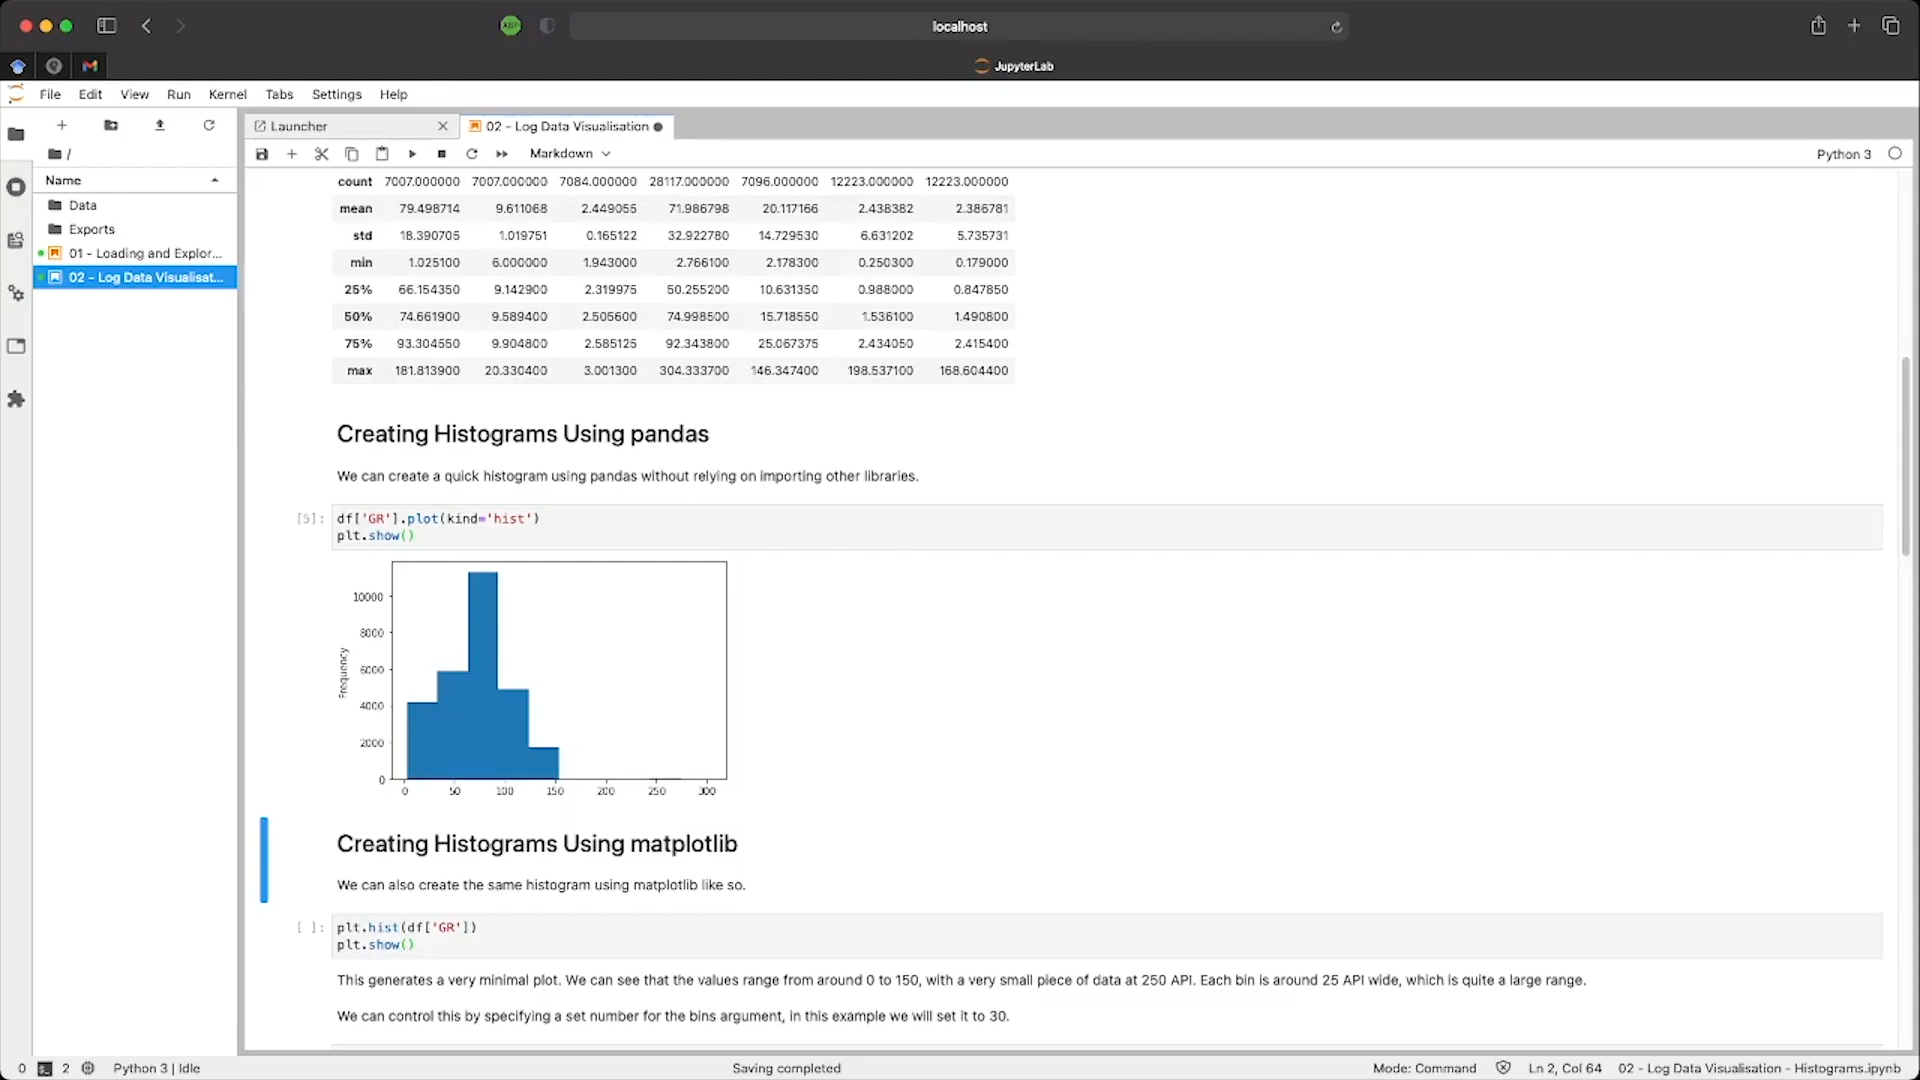 localhost
JupyterLab
File Edit View Run Kernel Tabs Settings Help
Launcher
02 - Log Data Visualisation
/
Markdown
Python 3
Name
Data
Exports
01 - Loading and Explor...
02 - Log Data Visualisat...
count 7007.000000 7007.000000 7084.000000 28117.000000 7096.000000 12223.000000 12223.000000
mean 79.498714 9.611068 2.449055 71.986798 20.117166 2.438382 2.386781
std 18.390705 1.019751 0.165122 32.922780 14.729530 6.631202 5.735731
min 1.025100 6.000000 1.943000 2.766100 2.178300 0.250300 0.179000
25% 66.154350 9.142900 2.319975 50.255200 10.631350 0.988000 0.847850
50% 74.661900 9.589400 2.505600 74.998500 15.718550 1.536100 1.490800
75% 93.304550 9.904800 2.585125 92.343800 25.067375 2.434050 2.415400
max 181.813900 20.330400 3.001300 304.333700 146.347400 198.537100 168.604400
Creating Histograms Using pandas
We can create a quick histogram using pandas without relying on importing other libraries.
[5]: df['GR'].plot(kind='hist')
plt.show()
10000
8000
6000
4000
2000
0
Frequency
0 50 100 150 200 250 300
Creating Histograms Using matplotlib
We can also create the same histogram using matplotlib like so.
[ ]: plt.hist(df['GR'])
plt.show()
This generates a very minimal plot. We can see that the values range from around 0 to 150, with a very small piece of data at 250 API. Each bin is around 25 API wide, which is quite a large range.
We can control this by specifying a set number for the bins argument, in this example we will set it to 30.
0 2 Python 3 | Idle Saving completed Mode: Command Ln 2, Col 64 02 - Log Data Visualisation - Histograms.ipynb